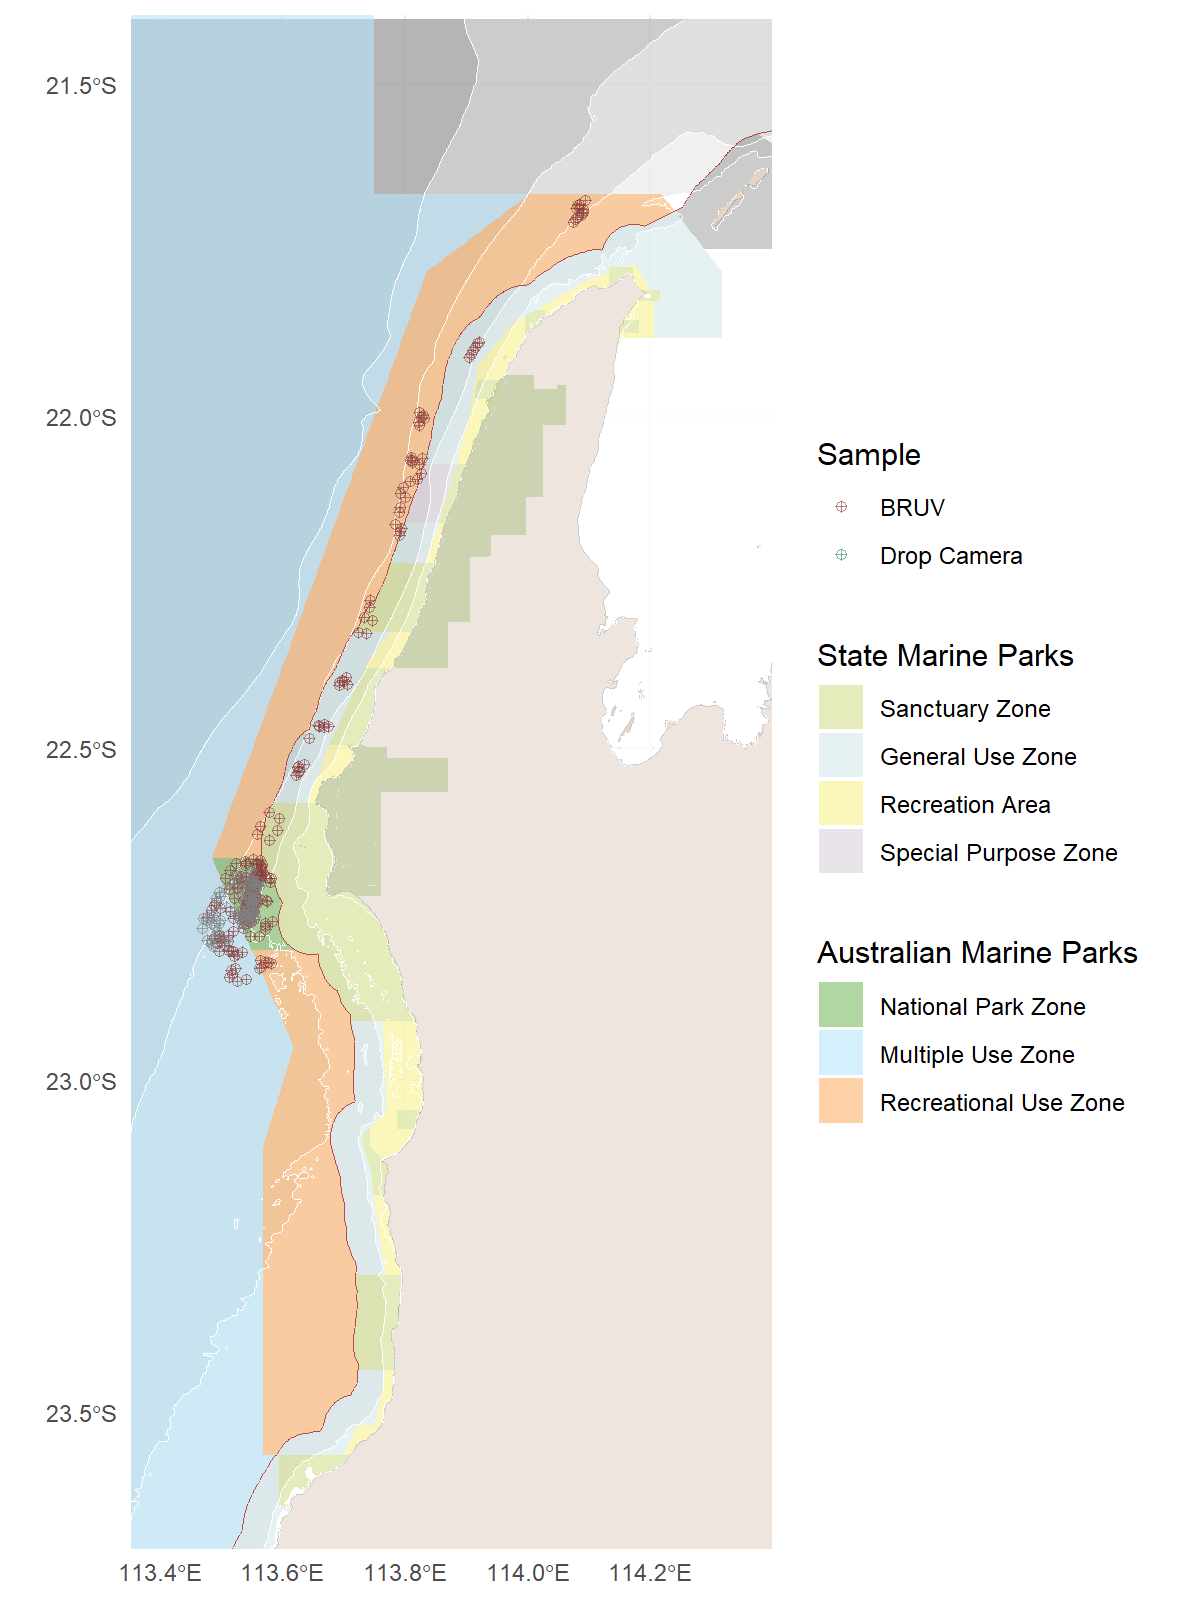 21.5°S
22.0°S
22.5°S
23.0°S
23.5°S
113.4°E
113.6°E
113.8°E
114.0°E
114.2°E
Sample
BRUV
Drop Camera
State Marine Parks
Sanctuary Zone
General Use Zone
Recreation Area
Special Purpose Zone
Australian Marine Parks
National Park Zone
Multiple Use Zone
Recreational Use Zone